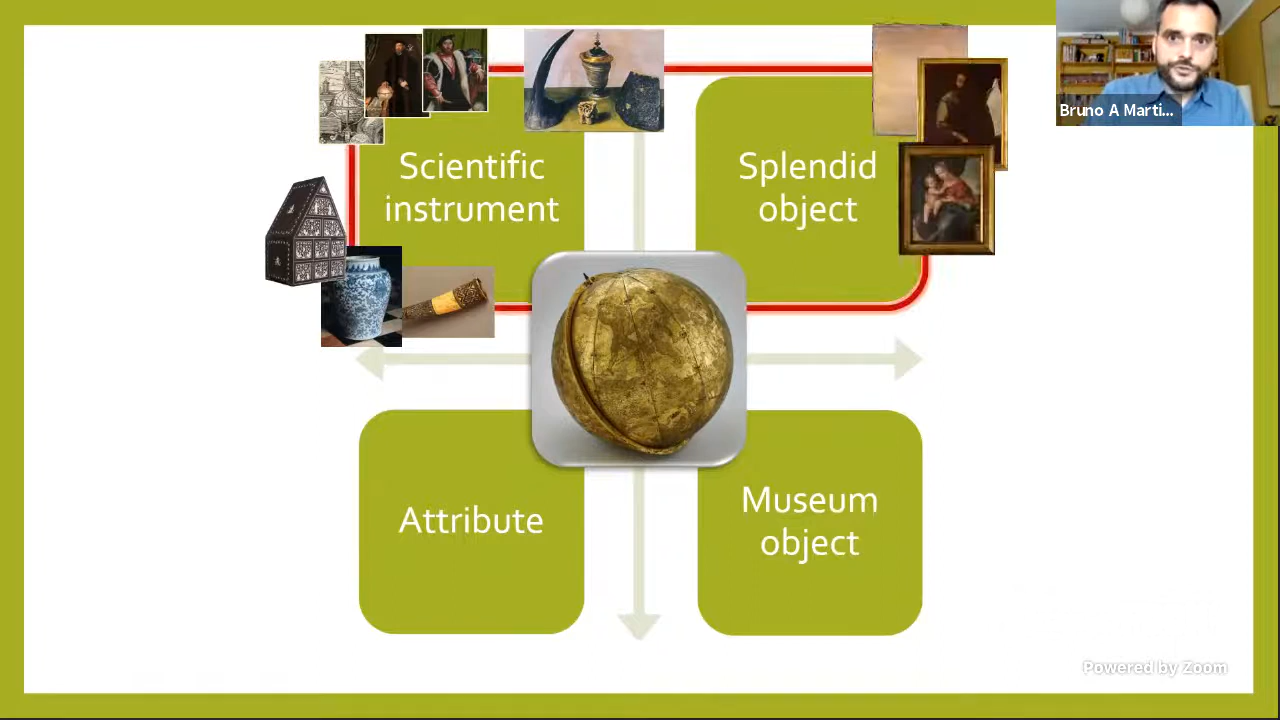 Bruno A Marti...
Scientific
instrument
Splendid
object
Attribute
Museum
object
Powered by Zoom